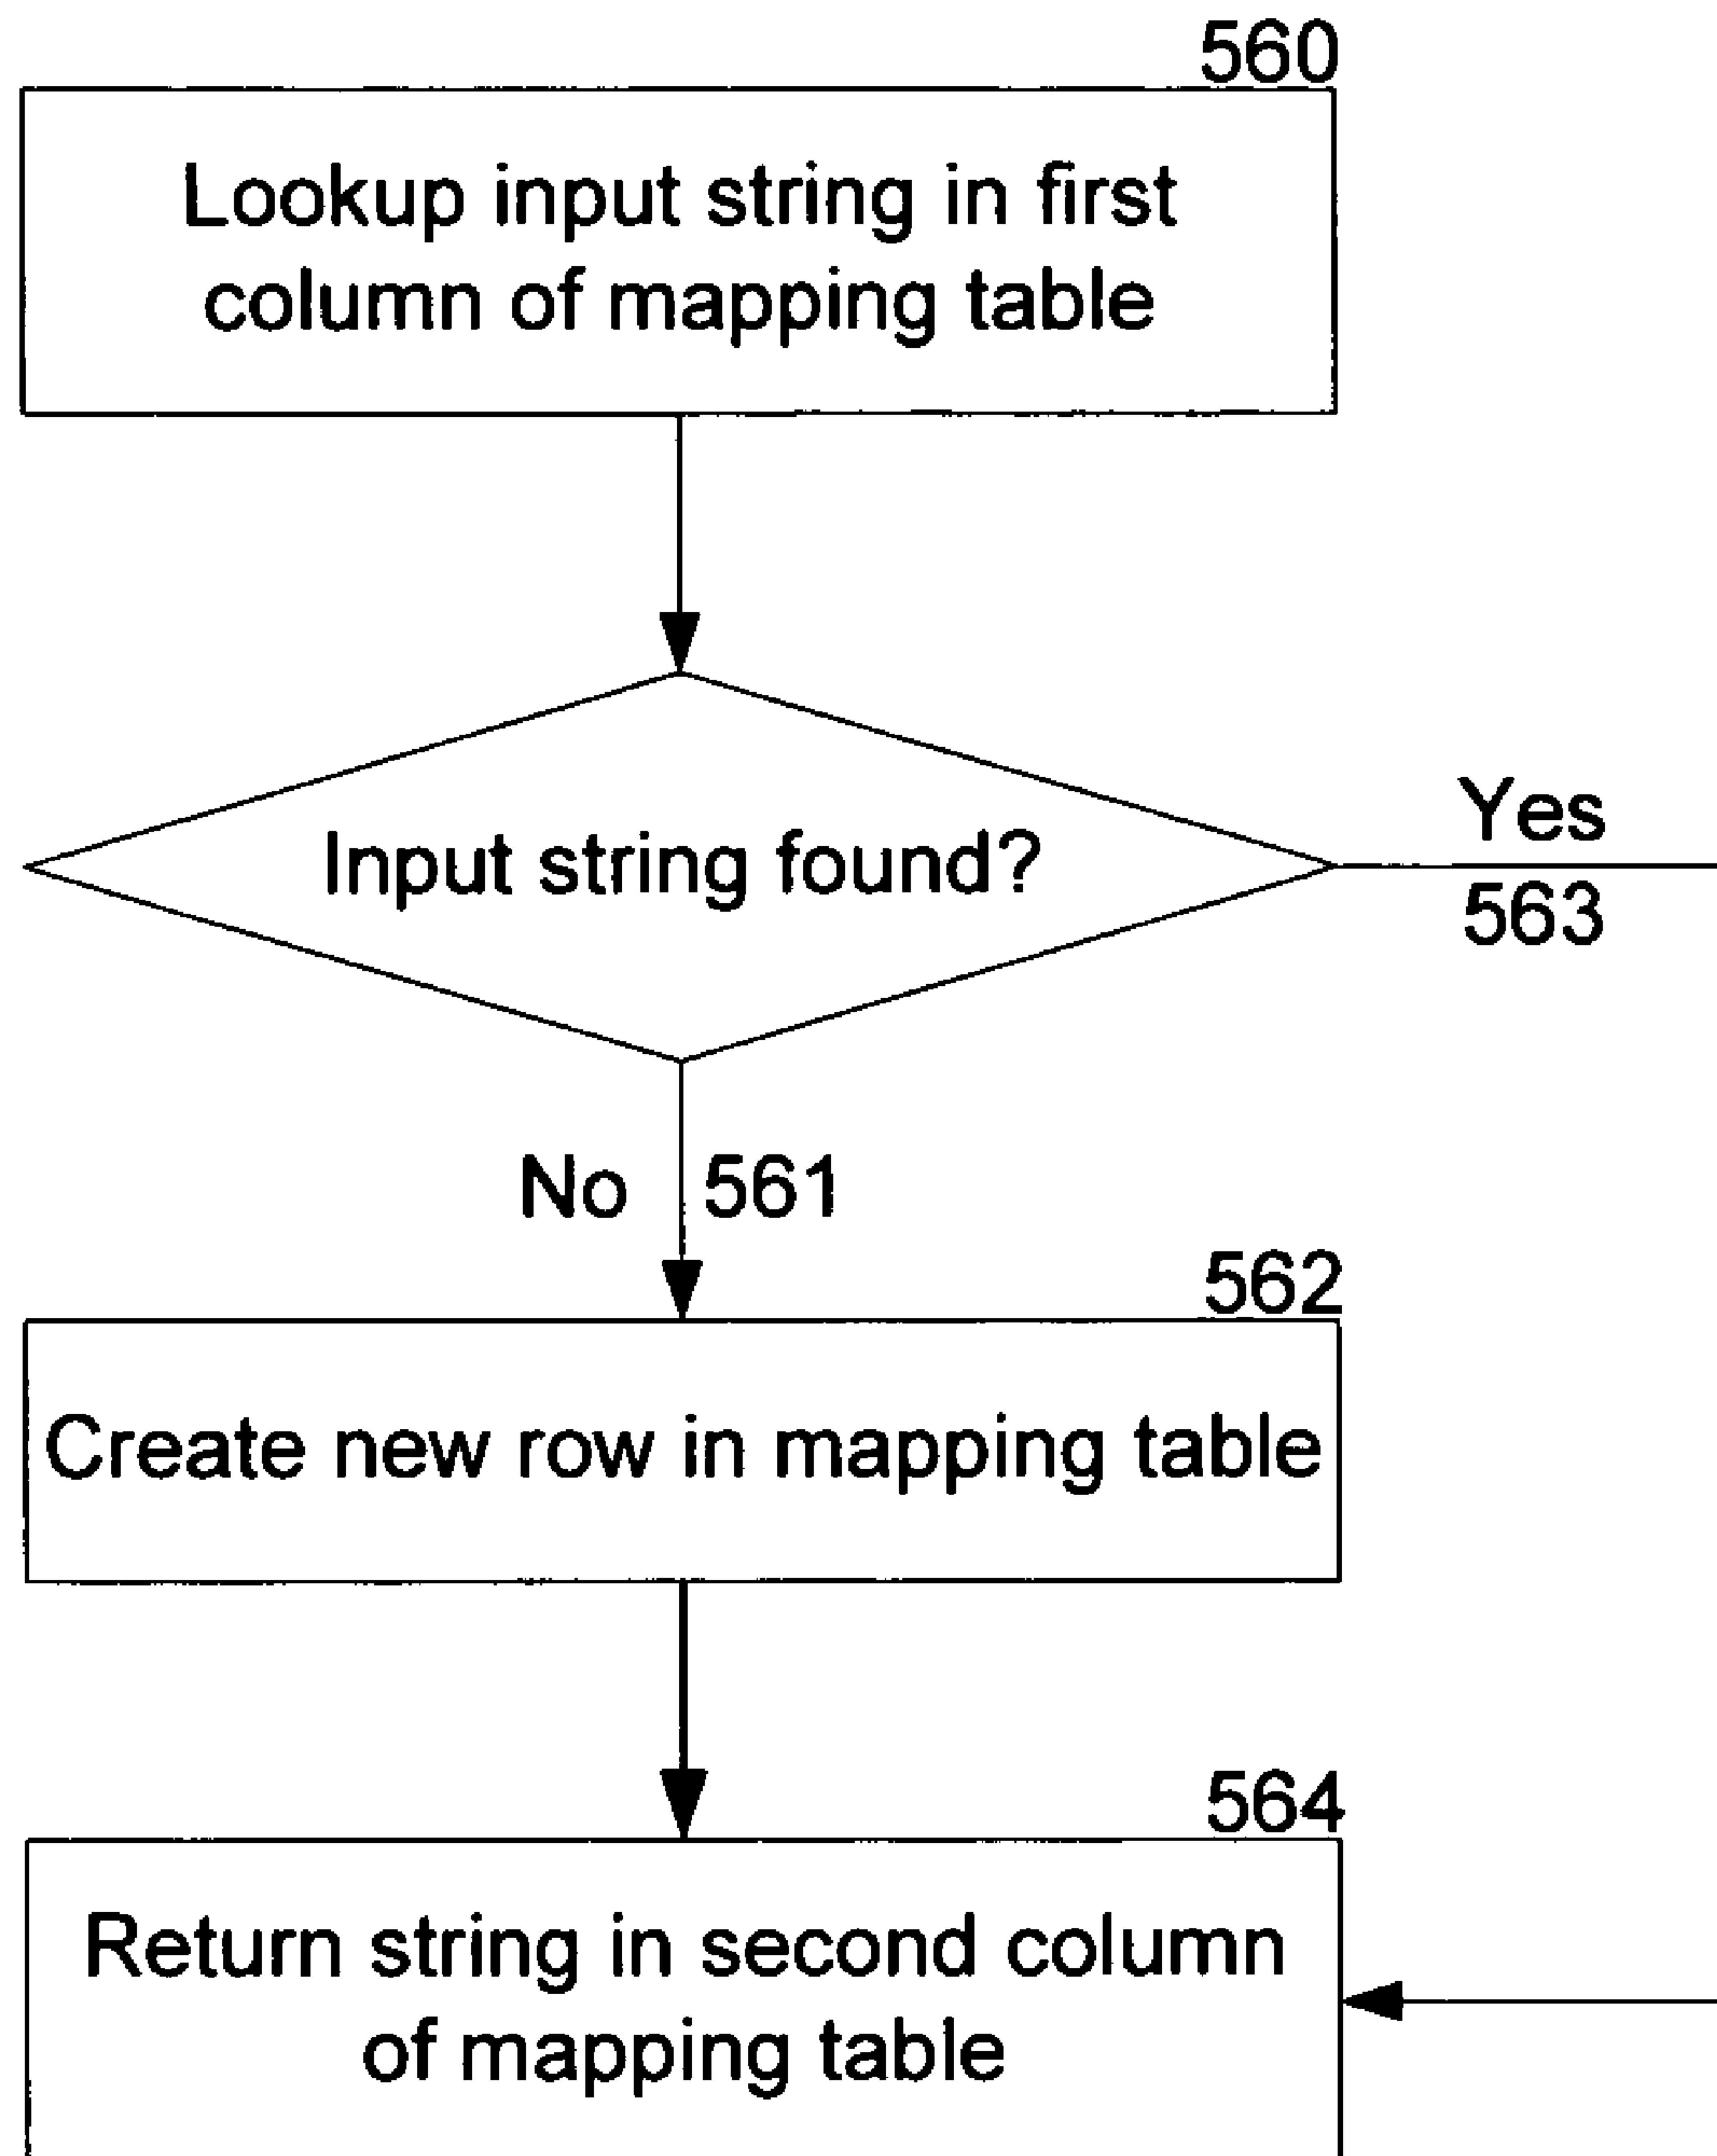 560
Lookup input string in first
column of mapping table
Input string found?
Yes
563
No 561
562
Create new row in mapping table
564
Return string in second column
of mapping table